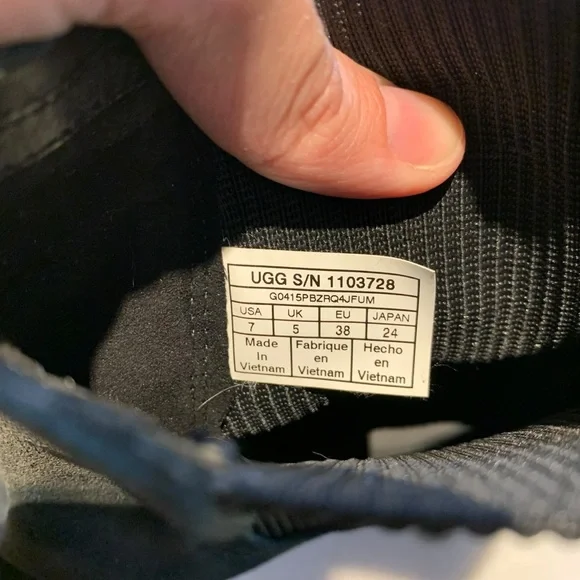 UGG S/N 1103728
G0415PBZRQ4JFUM
USA UK EU JAPAN
7 5 38 24
Made Fabrique Hecho
In en en
Vietnam Vietnam Vietnam